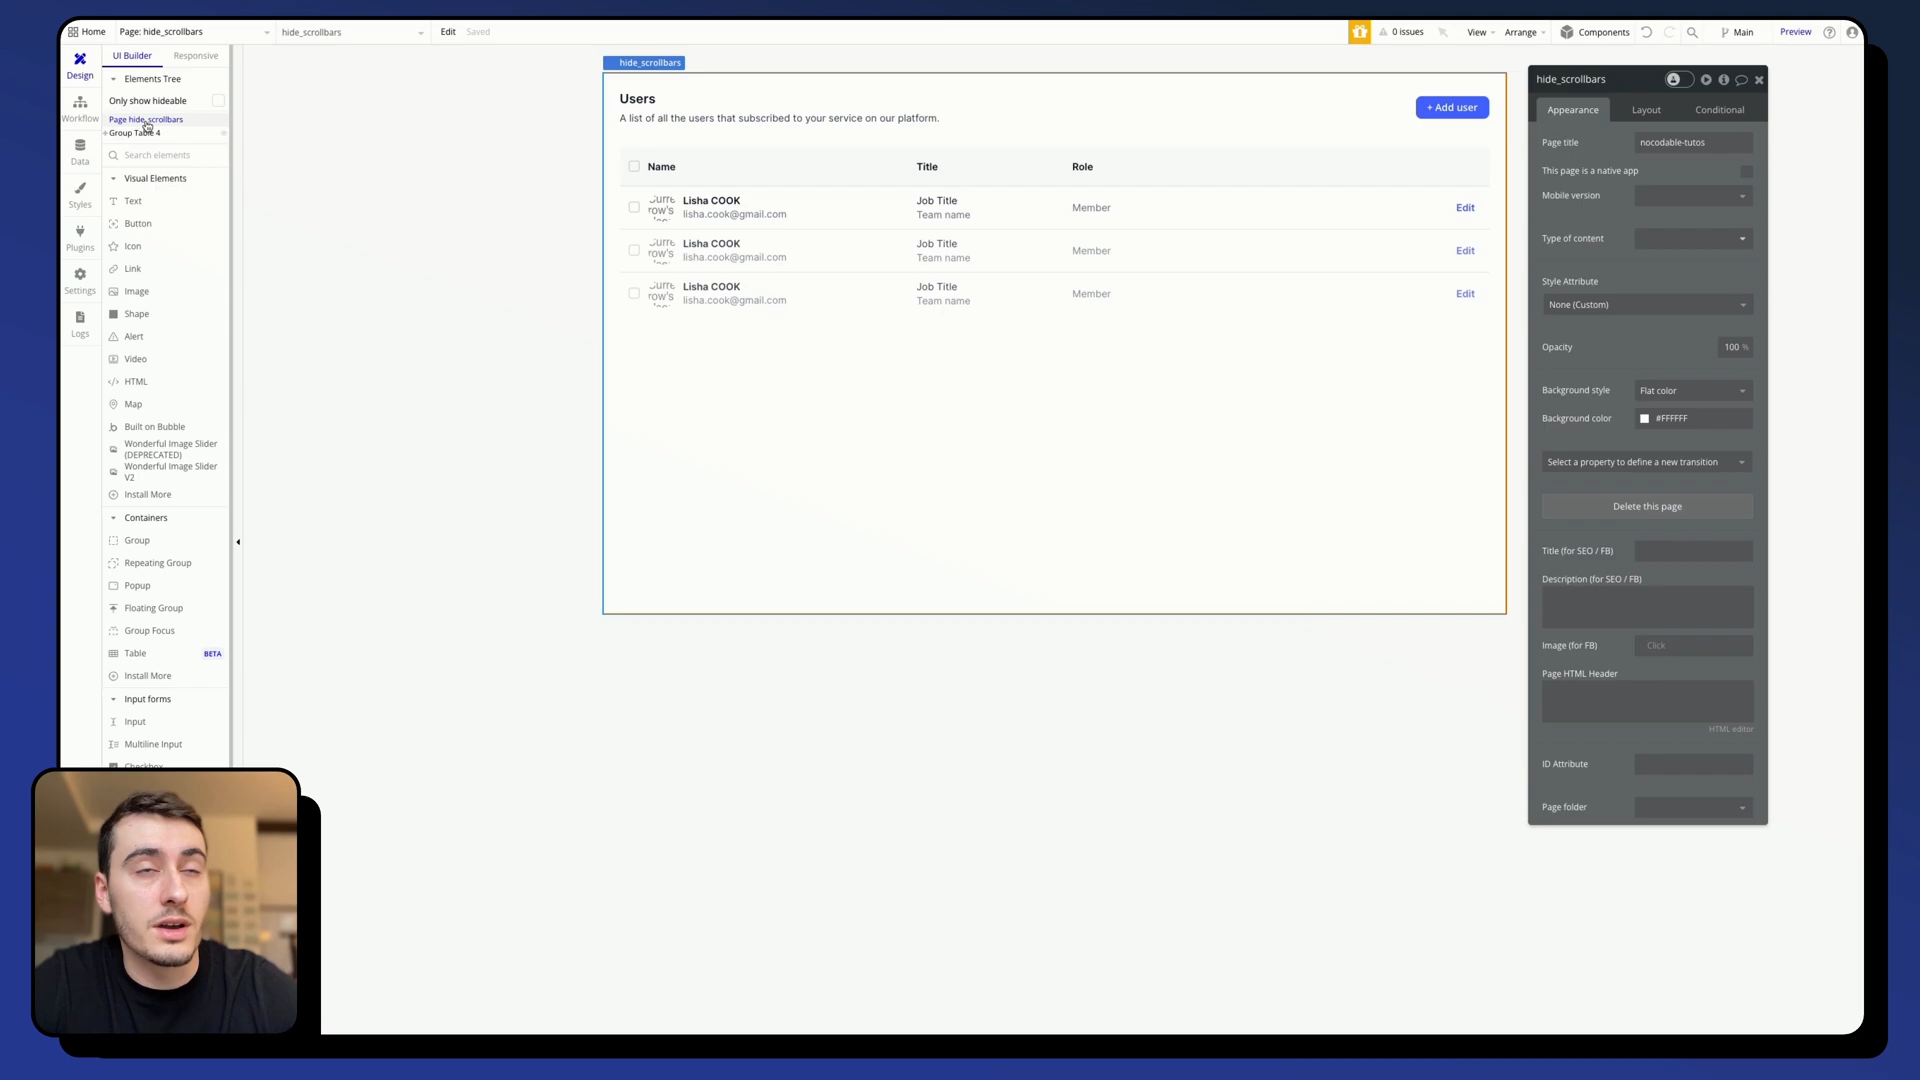 Home
Page: hide_scrollbars
hide_scrollbars
Edit
Saved
0 issues
View
Arrange
Components
Main
Preview
Design
Workflow
Data
Styles
Plugins
Settings
Logs
UI Builder
Responsive
Elements Tree
Only show hideable
Page hide_scrollbars
Group Table 4
Search elements
Visual Elements
Text
Button
Icon
Link
Image
Shape
Alert
Video
HTML
Map
Built on Bubble
Wonderful Image Slider
(DEPRECATED)
Wonderful Image Slider
V2
Install More
Containers
Group
Repeating Group
Popup
Floating Group
Group Focus
Table BETA
Install More
Input forms
Input
Multiline Input
Checkbox
hide_scrollbars
Users
A list of all the users that subscribed to your service on our platform.
+ Add user
Name Title Role
Lisha COOK
lisha.cook@gmail.com
Job Title
Team name
Member
Edit
Lisha COOK
lisha.cook@gmail.com
Job Title
Team name
Member
Edit
Lisha COOK
lisha.cook@gmail.com
Job Title
Team name
Member
Edit
hide_scrollbars
Appearance
Layout
Conditional
Page title nocodable-tutos
This page is a native app
Mobile version
Type of content
Style Attribute
None (Custom)
Opacity 100 %
Background style Flat color
Background color #FFFFFF
Select a property to define a new transition
Delete this page
Title (for SEO / FB)
Description (for SEO / FB)
Image (for FB) Click
Page HTML Header
HTML editor
ID Attribute
Page folder